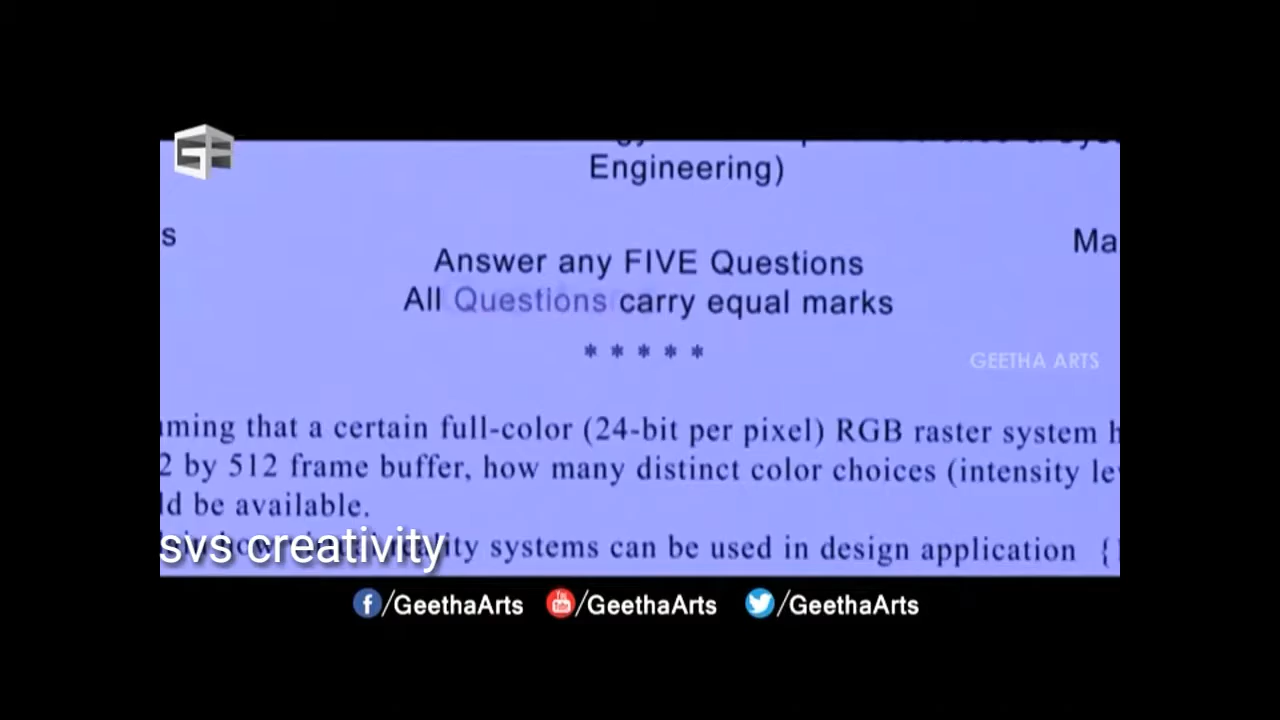 Engineering)
s
Ma
Answer any FIVE Questions
All Questions carry equal marks
* * * * *
GEETHA ARTS
ming that a certain full-color (24-bit per pixel) RGB raster system h
2 by 512 frame buffer, how many distinct color choices (intensity le
d be available.
svs creativity
ity systems can be used in design application {
/GeethaArts /GeethaArts /GeethaArts